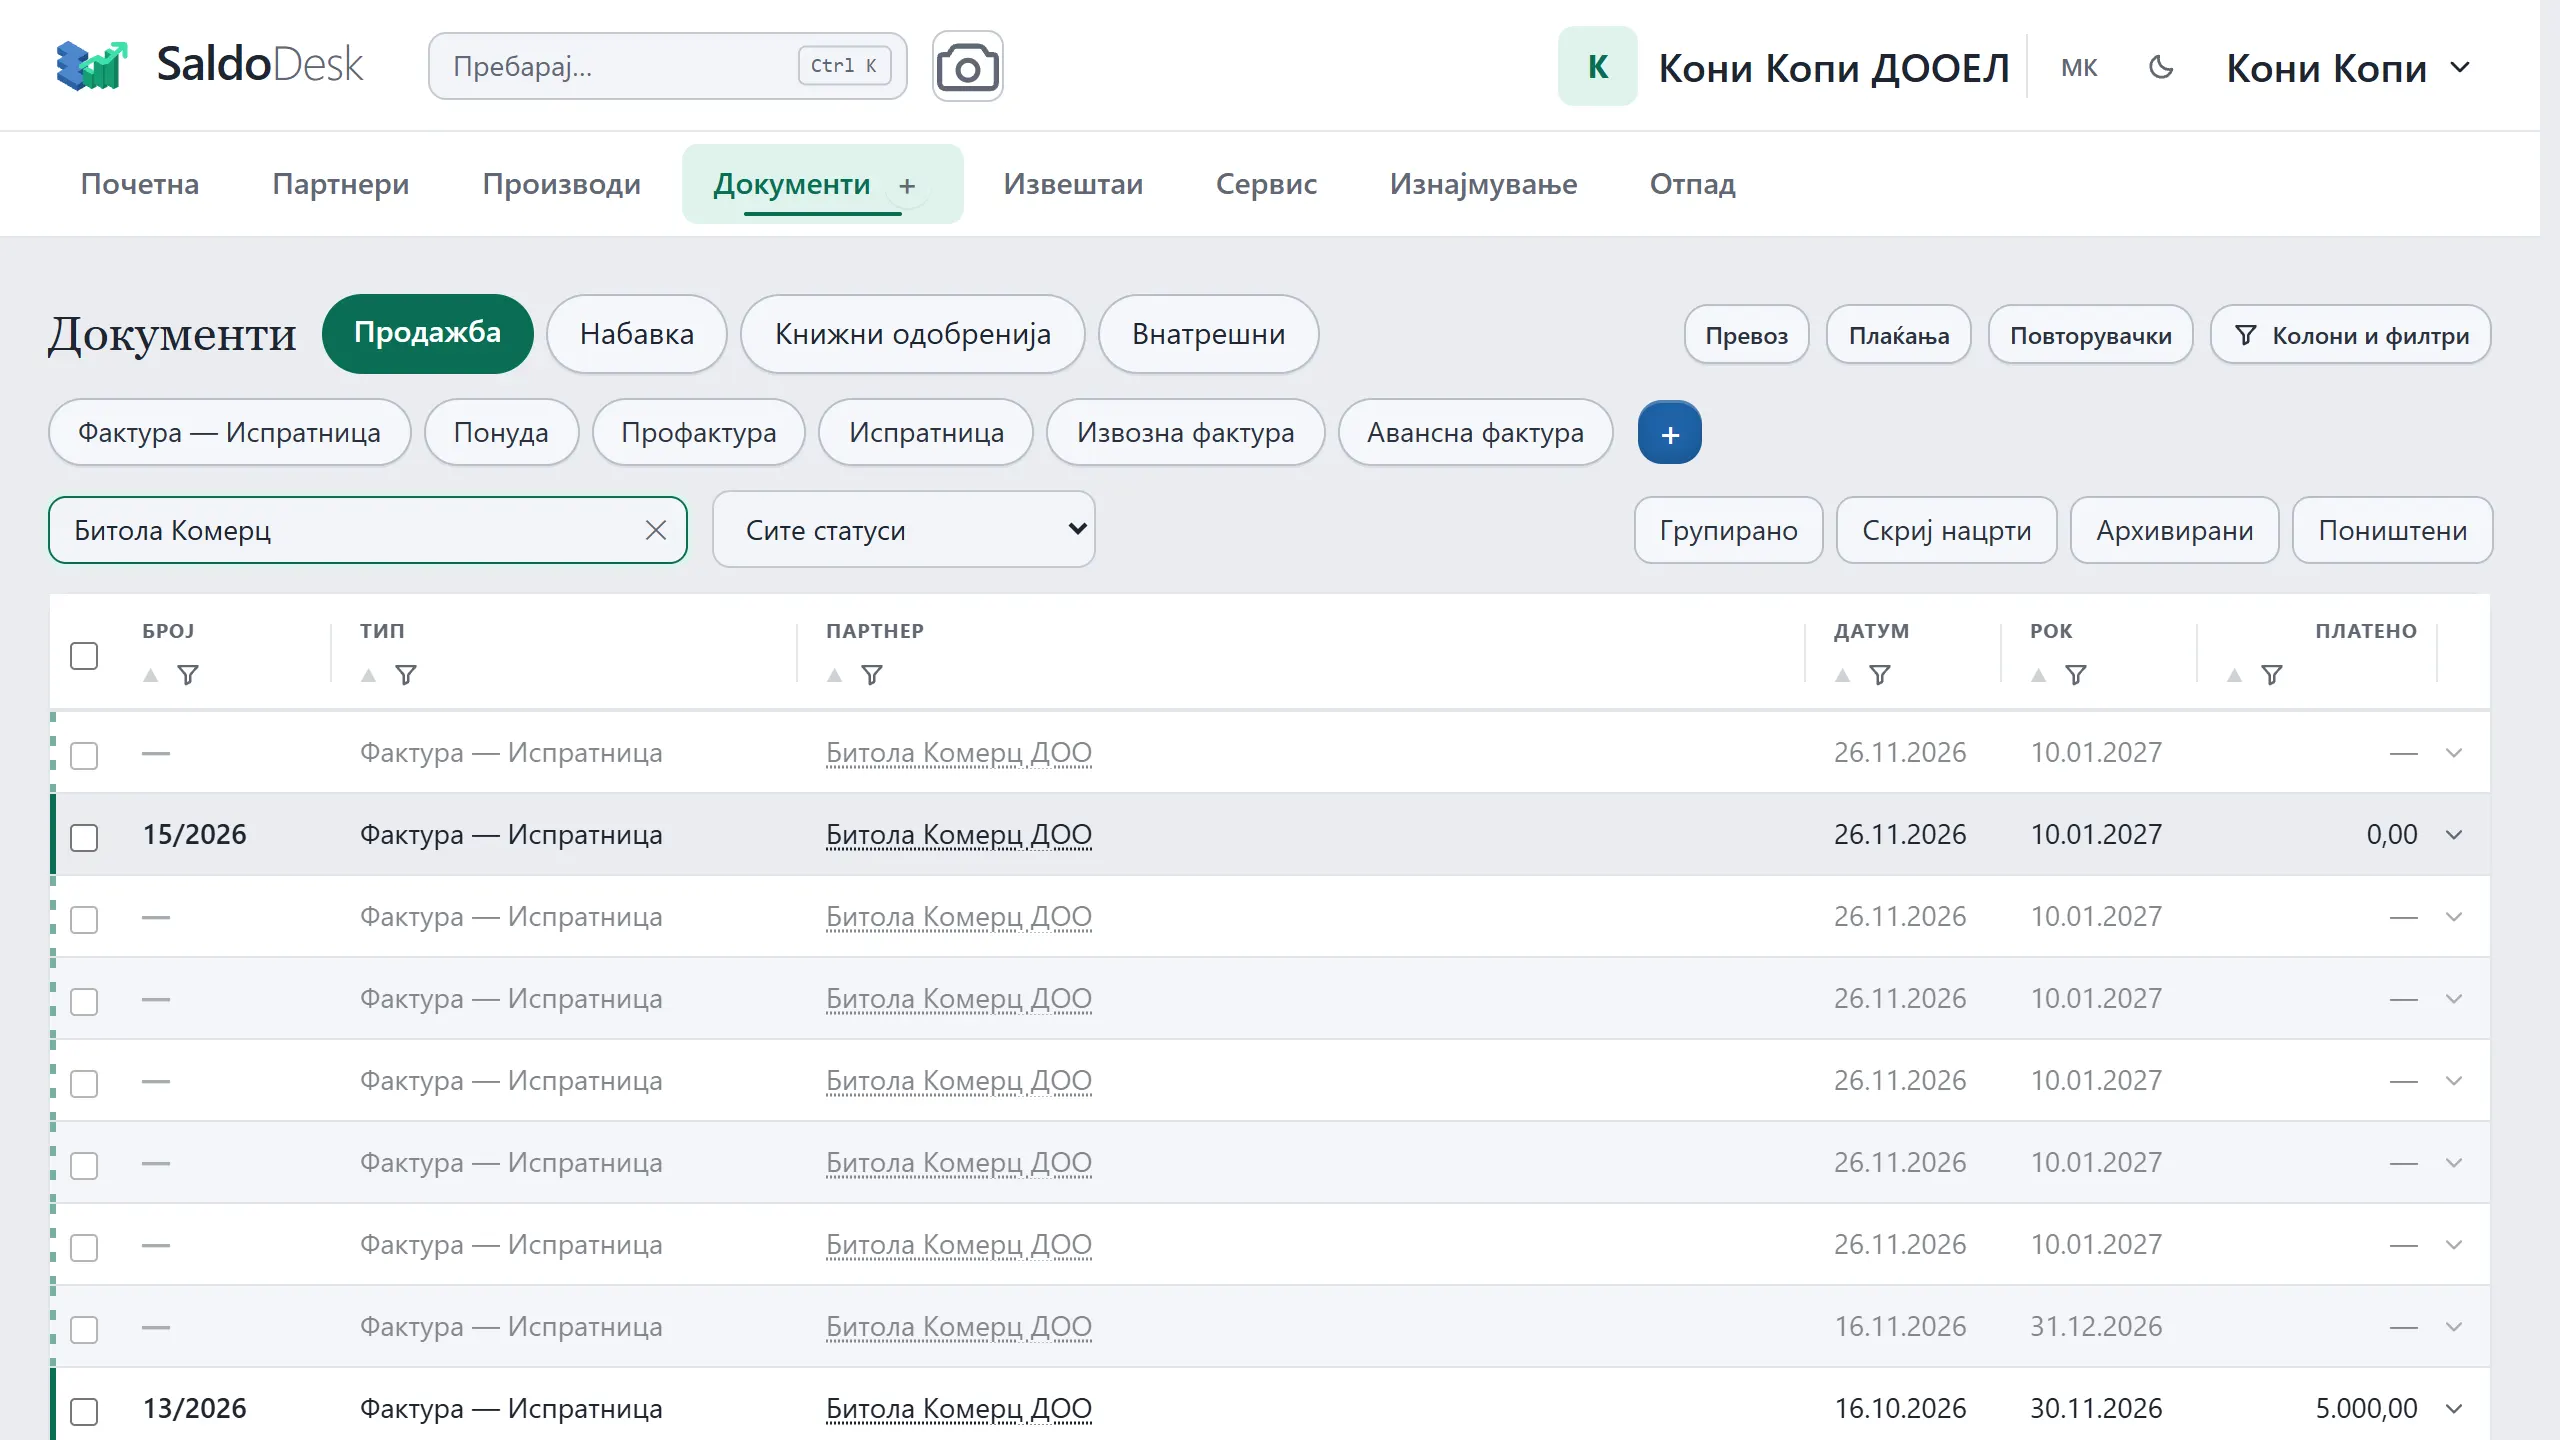 SaldoDesk
Пребарај... Ctrl K
К Кони Копи ДООЕЛ МК Кони Копи
Почетна Партнери Производи Документи + Извештаи Сервис Изнајмување Отпад
Документи Продажба Набавка Книжни одобренија Внатрешни Превоз Плаќања Повторувачки Колони и филтри
Фактура — Испратница Понуда Профактура Испратница Извозна фактура Авансна фактура +
Битола Комерц Сите статуси Групирано Скриј нацрти Архивирани Поништени
БРОЈ ТИП ПАРТНЕР ДАТУМ РОК ПЛАТЕНО
— Фактура — Испратница Битола Комерц ДОО 26.11.2026 10.01.2027 —
15/2026 Фактура — Испратница Битола Комерц ДОО 26.11.2026 10.01.2027 0,00
— Фактура — Испратница Битола Комерц ДОО 26.11.2026 10.01.2027 —
— Фактура — Испратница Битола Комерц ДОО 26.11.2026 10.01.2027 —
— Фактура — Испратница Битола Комерц ДОО 26.11.2026 10.01.2027 —
— Фактура — Испратница Битола Комерц ДОО 26.11.2026 10.01.2027 —
— Фактура — Испратница Битола Комерц ДОО 26.11.2026 10.01.2027 —
— Фактура — Испратница Битола Комерц ДОО 16.11.2026 31.12.2026 —
13/2026 Фактура — Испратница Битола Комерц ДОО 16.10.2026 30.11.2026 5.000,00